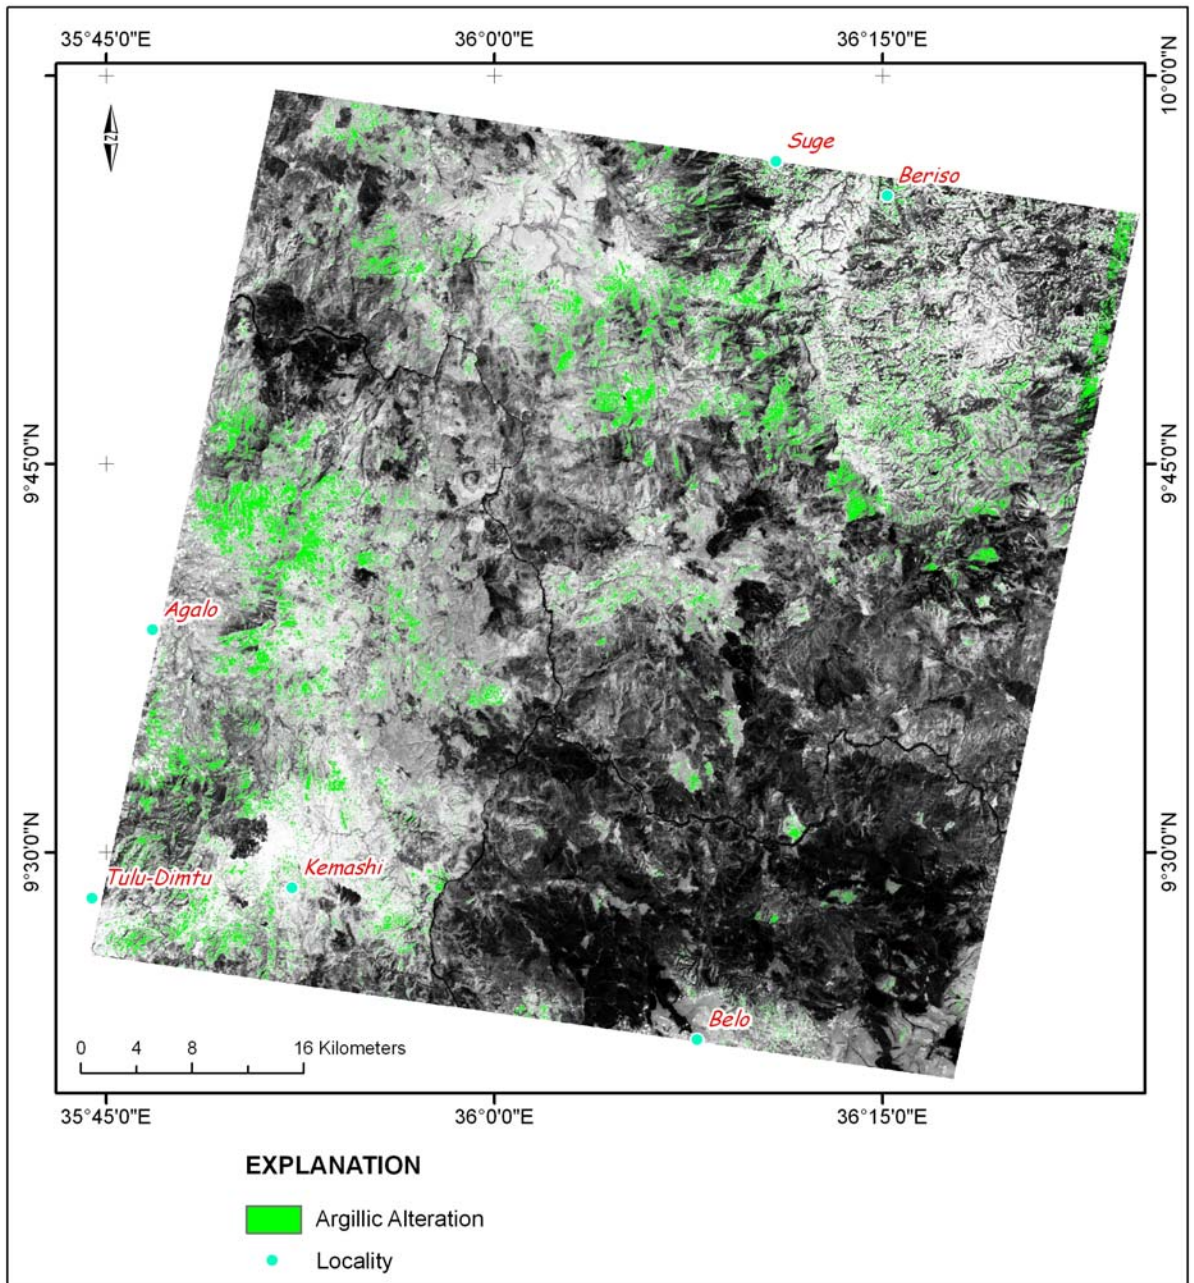 35°45'0"E 36°0'0"E 36°15'0"E
10°0'0"N
N
Suge
Beriso
9°45'0"N 9°45'0"N
Agalo
9°30'0"N 9°30'0"N
Tulu-Dimtu
Kemashi
Belo
0 4 8 16 Kilometers
35°45'0"E 36°0'0"E 36°15'0"E
EXPLANATION
Argillic Alteration
Locality